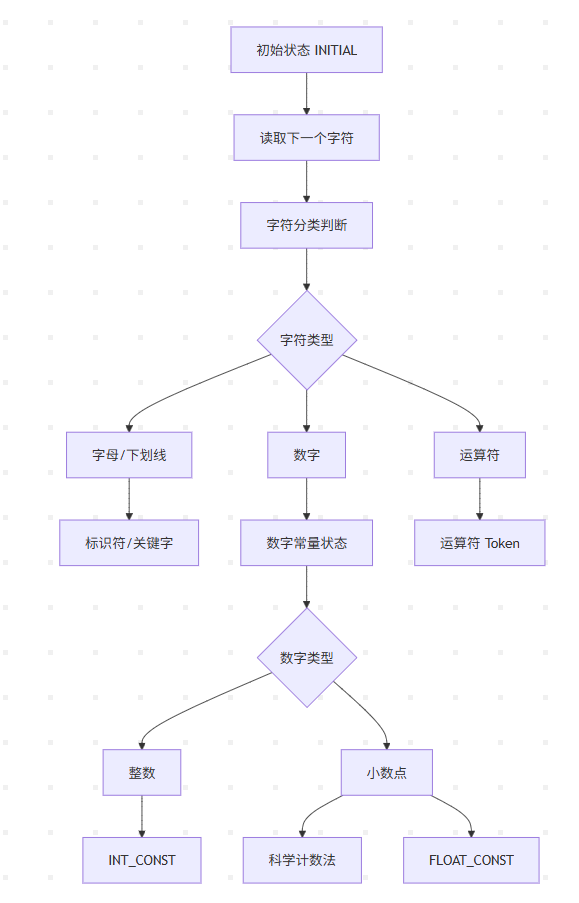 初始状态 INITIAL
读取下一个字符
字符分类判断
字符类型
字母/下划线
数字
运算符
标识符/关键字
数字常量状态
运算符 Token
数字类型
整数
小数点
INT_CONST
科学计数法
FLOAT_CONST